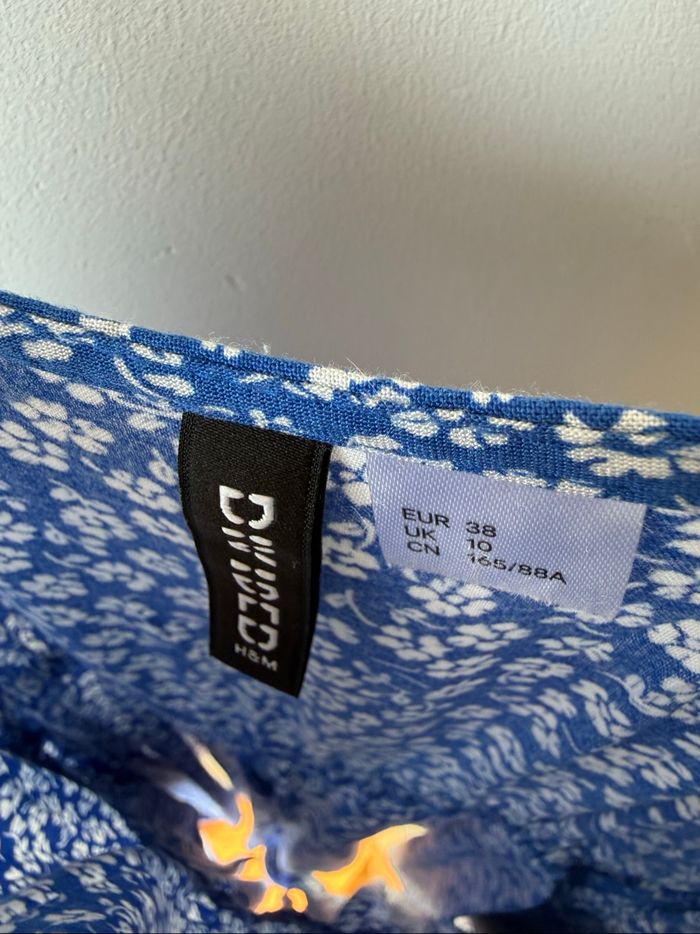 DIVIDED
H&M
EUR 38
UK 10
CN 165/88A